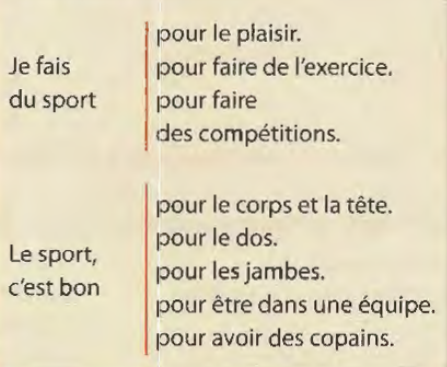 Je fais
du sport
pour le plaisir.
pour faire de l'exercice.
pour faire
des compétitions.
Le sport,
c'est bon
pour le corps et la tête.
pour le dos.
pour les jambes.
pour être dans une équipe.
pour avoir des copains.